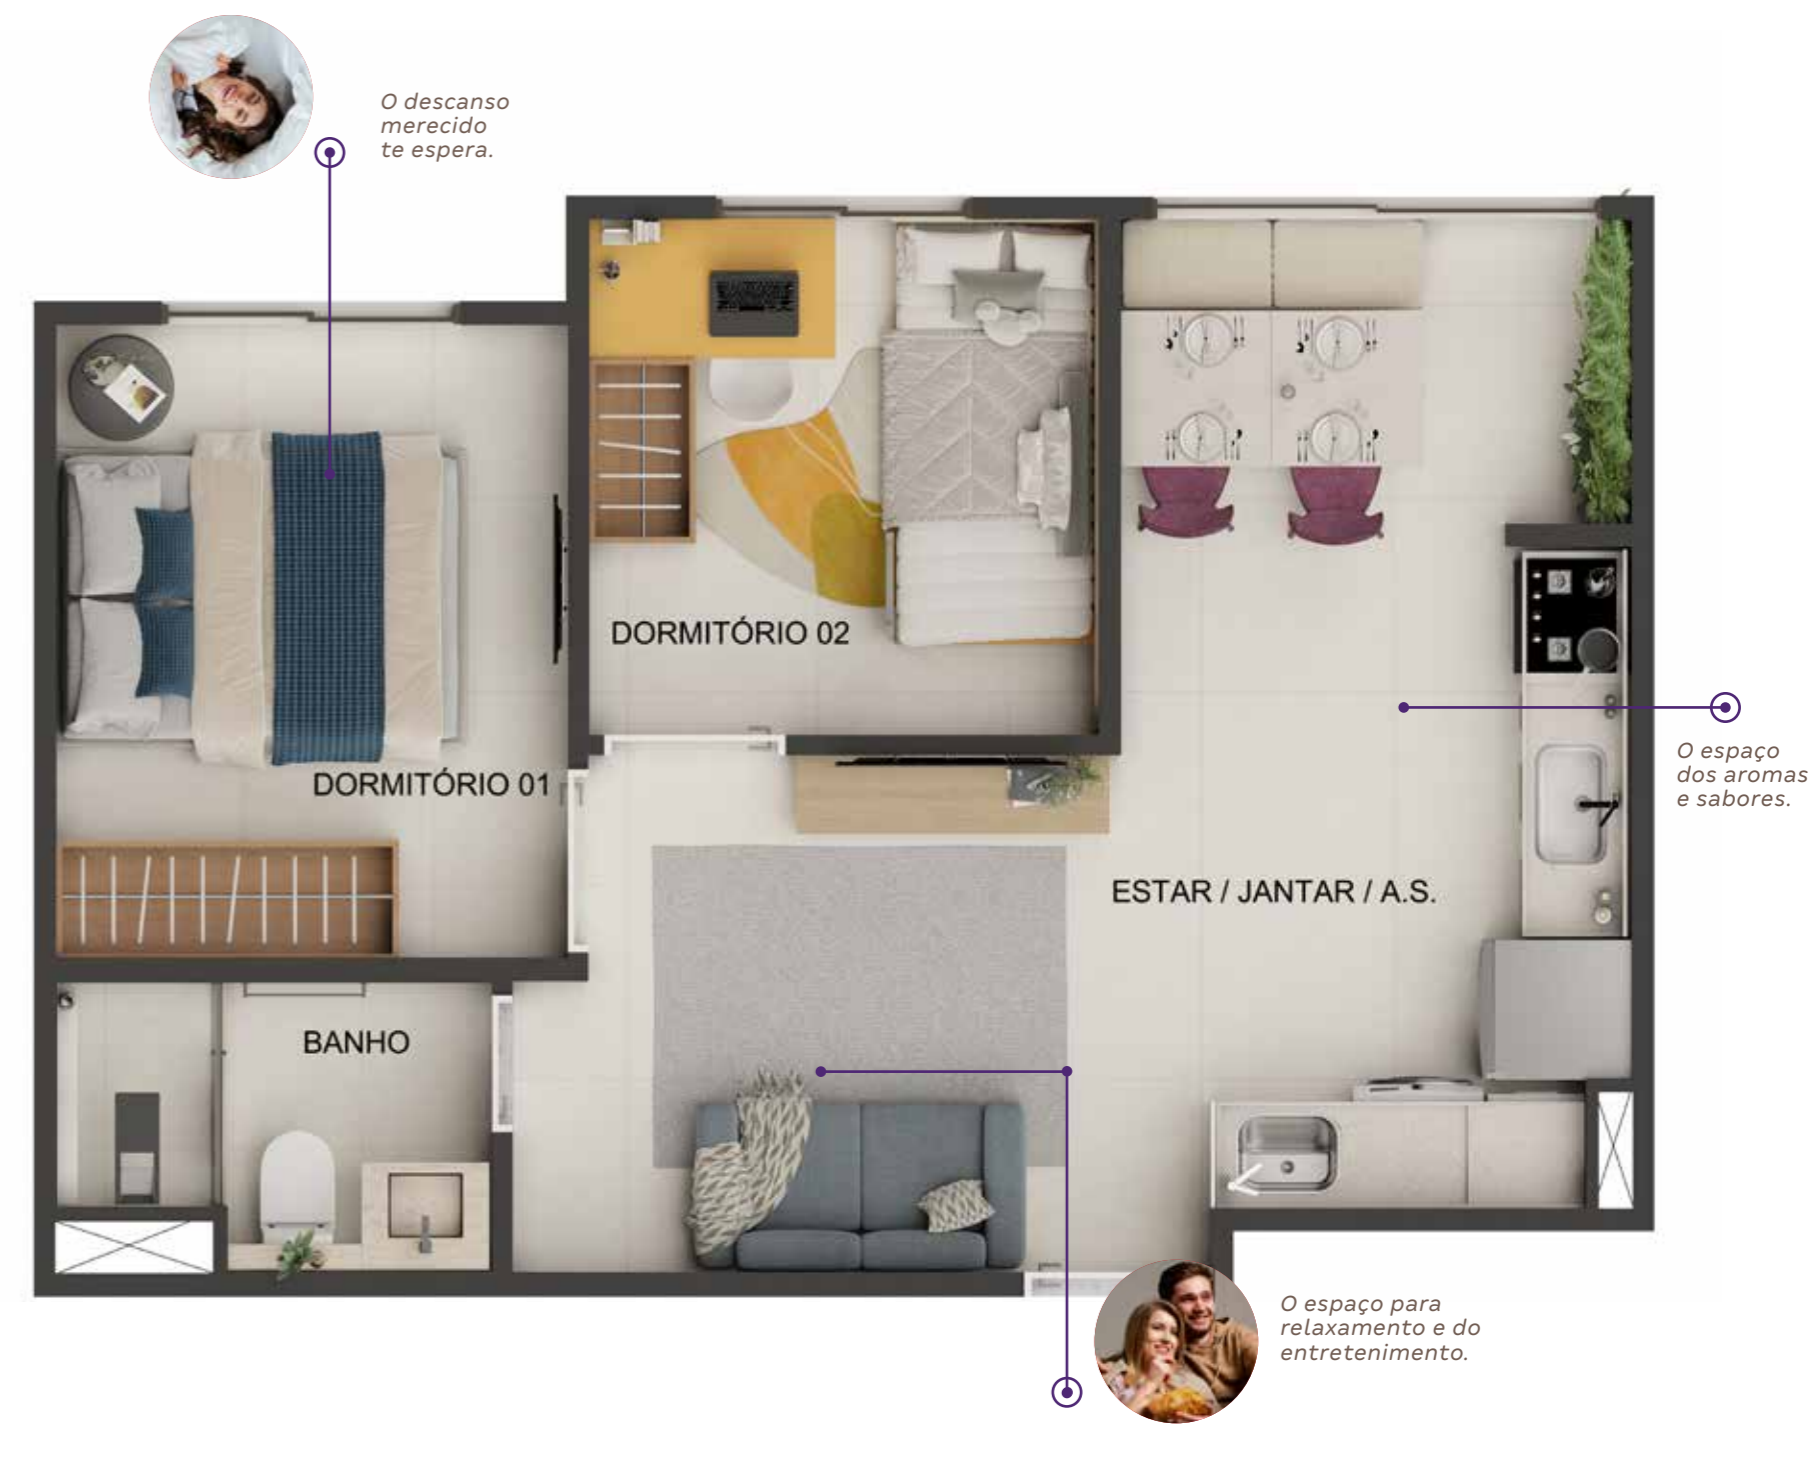 O descanso
merecido
te espera.
DORMITÓRIO 02
DORMITÓRIO 01
O espaço
dos aromas
e sabores.
ESTAR / JANTAR / A.S.
BANHO
O espaço para
relaxamento e do
entretenimento.